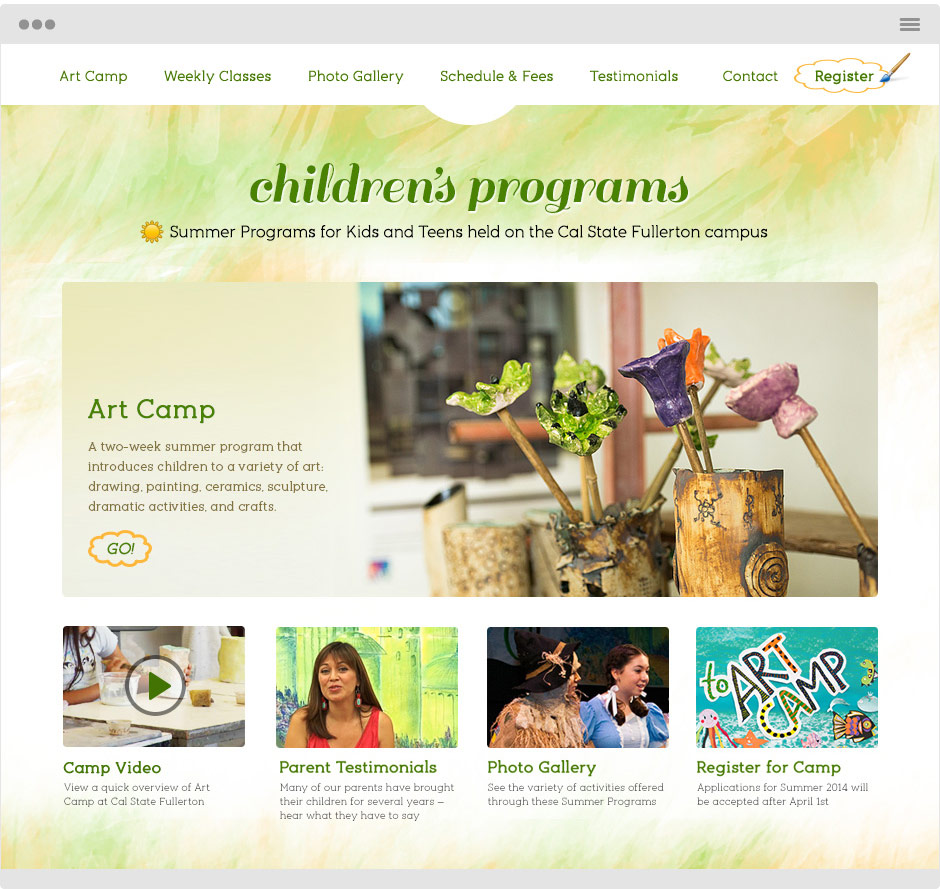 Art Camp Weekly Classes Photo Gallery Schedule & Fees Testimonials Contact Register
children's programs
Summer Programs for Kids and Teens held on the Cal State Fullerton campus
Art Camp
A two-week summer program that
introduces children to a variety of art:
drawing, painting, ceramics, sculpture,
dramatic activities, and crafts.
GO!
to ART
CAMP
Camp Video
View a quick overview of Art
Camp at Cal State Fullerton
Parent Testimonials
Many of our parents have brought
their children for several years –
hear what they have to say
Photo Gallery
See the variety of activities offered
through these Summer Programs
Register for Camp
Applications for Summer 2014 will
be accepted after April 1st